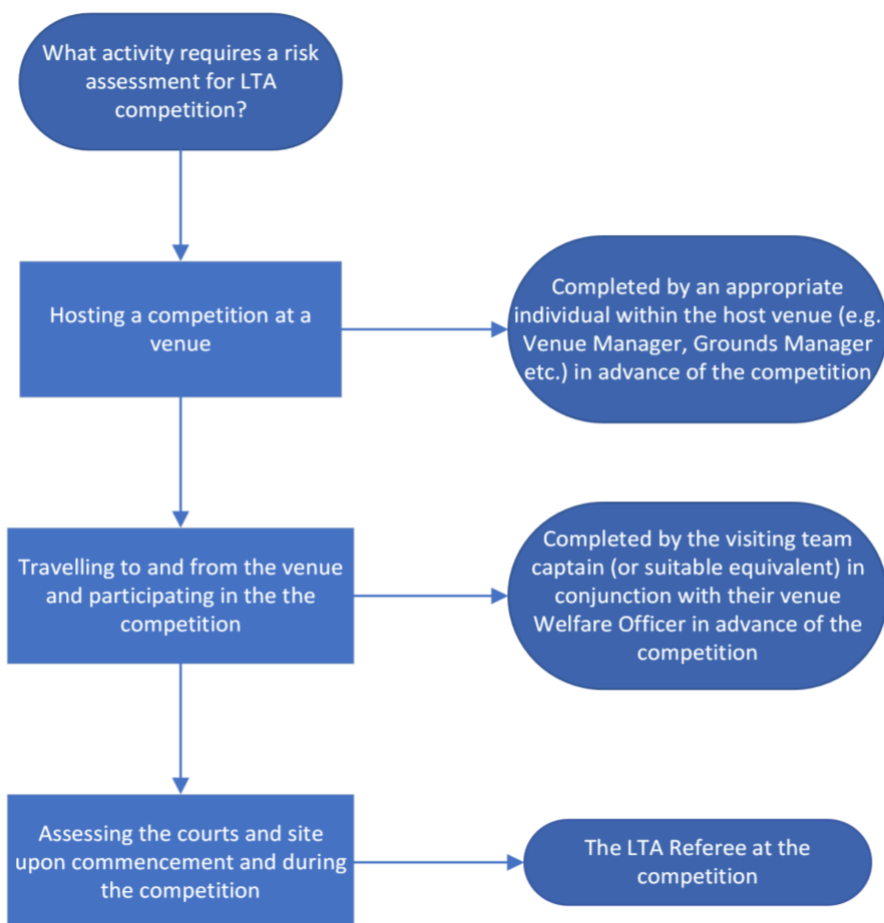 What activity requires a risk
assessment for LTA
competition?
Hosting a competition at a
venue
Completed by an appropriate
individual within the host venue (e.g.
Venue Manager, Grounds Manager
etc.) in advance of the competition
Travelling to and from the venue
and participating in the the
competition
Completed by the visiting team
captain (or suitable equivalent) in
conjunction with their venue
Welfare Officer in advance of the
competition
Assessing the courts and site
upon commencement and during
the competition
The LTA Referee at the
competition